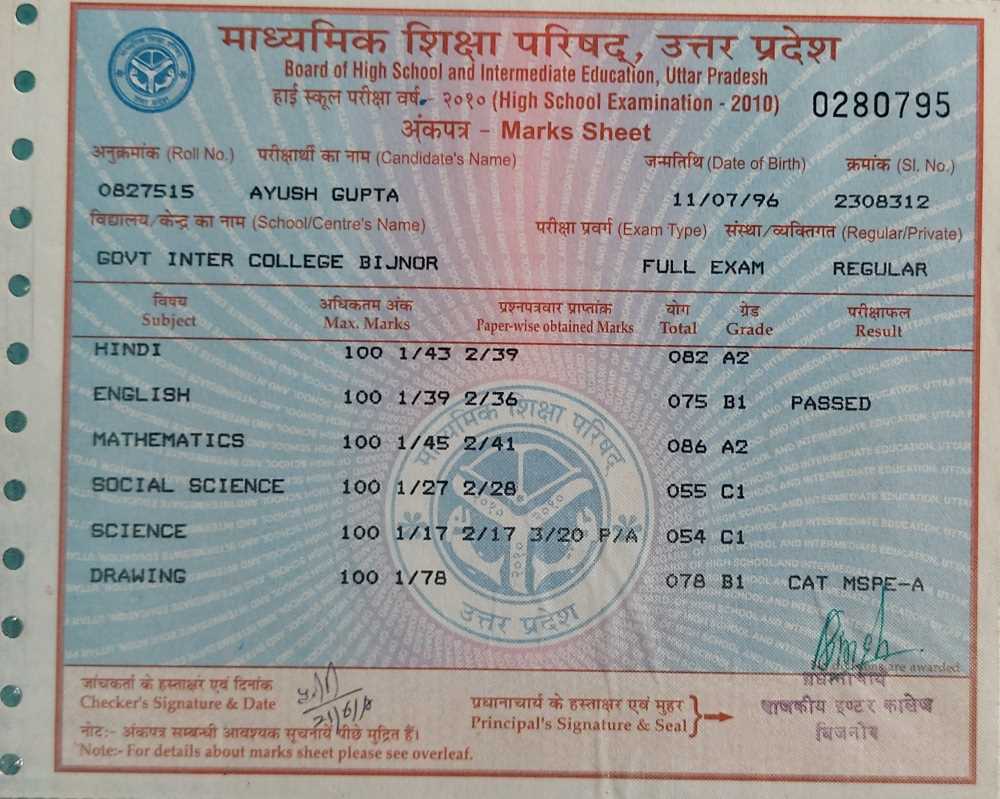 माध्यमिक शिक्षा परिषद्, उत्तर प्रदेश
Board of High School and Intermediate Education, Uttar Pradesh
हाई स्कूल परीक्षा वर्ष - २०१० (High School Examination - 2010) 0280795
अंकपत्र - Marks Sheet
अनुक्रमांक (Roll No.) परीक्षार्थी का नाम (Candidate's Name) जन्मतिथि (Date of Birth) क्रमांक (Sl. No.)
0827515 AYUSH GUPTA 11/07/96 2308312
विद्यालय/केन्द्र का नाम (School/Centre's Name) परीक्षा प्रवर्ग (Exam Type) संस्था/व्यक्तिगत (Regular/Private)
GOVT INTER COLLEGE BIJNOR FULL EXAM REGULAR
विषय अधिकतम अंक प्रश्नपत्रवार प्राप्तांक योग ग्रेड परीक्षाफल
Subject Max. Marks Paper-wise obtained Marks Total Grade Result
HINDI 100 1/43 2/39 082 A2
ENGLISH 100 1/39 2/36 075 B1 PASSED
MATHEMATICS 100 1/45 2/41 086 A2
SOCIAL SCIENCE 100 1/27 2/28 055 C1
SCIENCE 100 1/17 2/17 3/20 P/A 054 C1
DRAWING 100 1/78 078 B1 CAT MSPE-A
माध्यमिक शिक्षा परिषद्
उत्तर प्रदेश
are awarded
जांचकर्ता के हस्ताक्षर एवं दिनांक
Checker's Signature & Date
प्रधानाचार्य के हस्ताक्षर एवं मुहर
Principal's Signature & Seal
राजकीय इण्टर कालेज
बिजनौर
नोट:- अंकपत्र सम्बन्धी आवश्यक सूचनायें पीछे मुद्रित हैं।
Note:- For details about marks sheet please see overleaf.